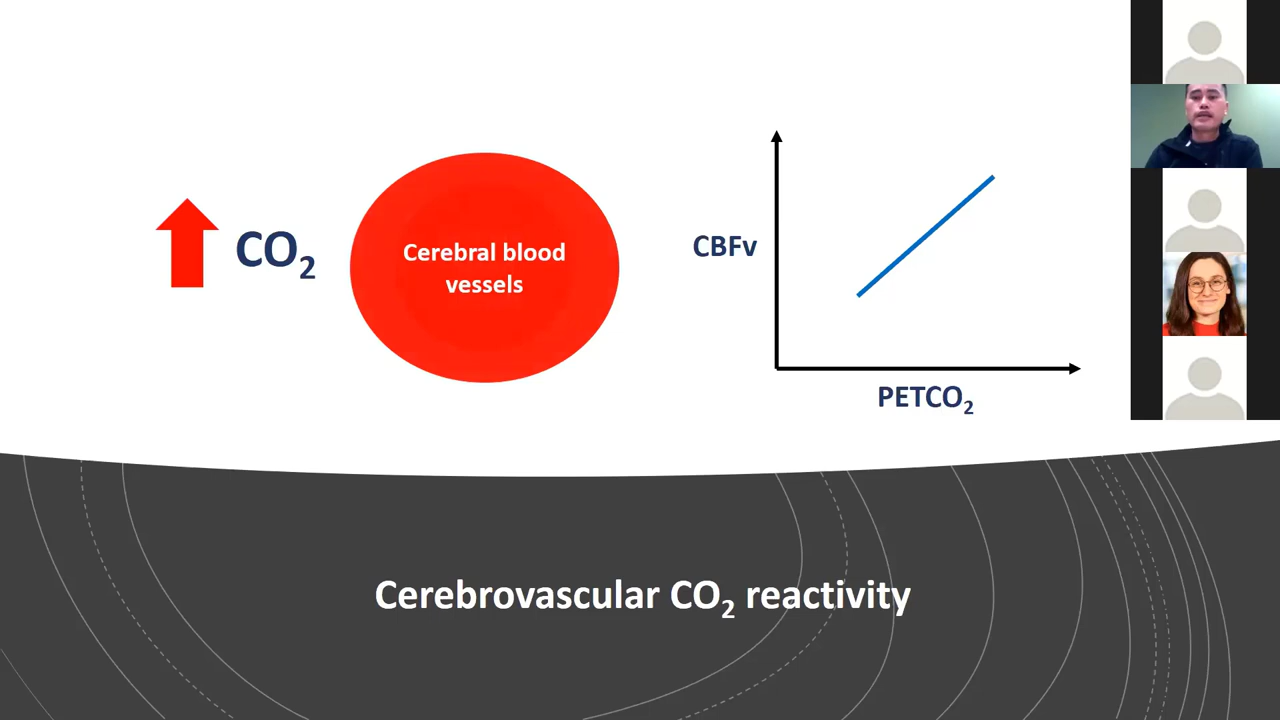 CO₂
Cerebral blood
vessels
CBFv
PETCO₂
Cerebrovascular CO₂ reactivity